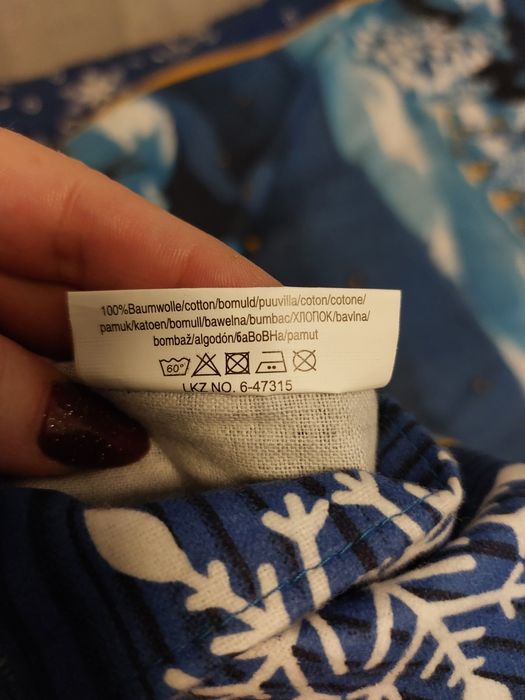 100%Baumwolle/cotton/bomuld/puuvilla/coton/cotone/
pamuk/katoen/bomull/bawelna/bumbac/ХЛОПОК/bavlna/
bombaž/algodón/баВоВНа/pamut
60°
LKZ NO. 6-47315